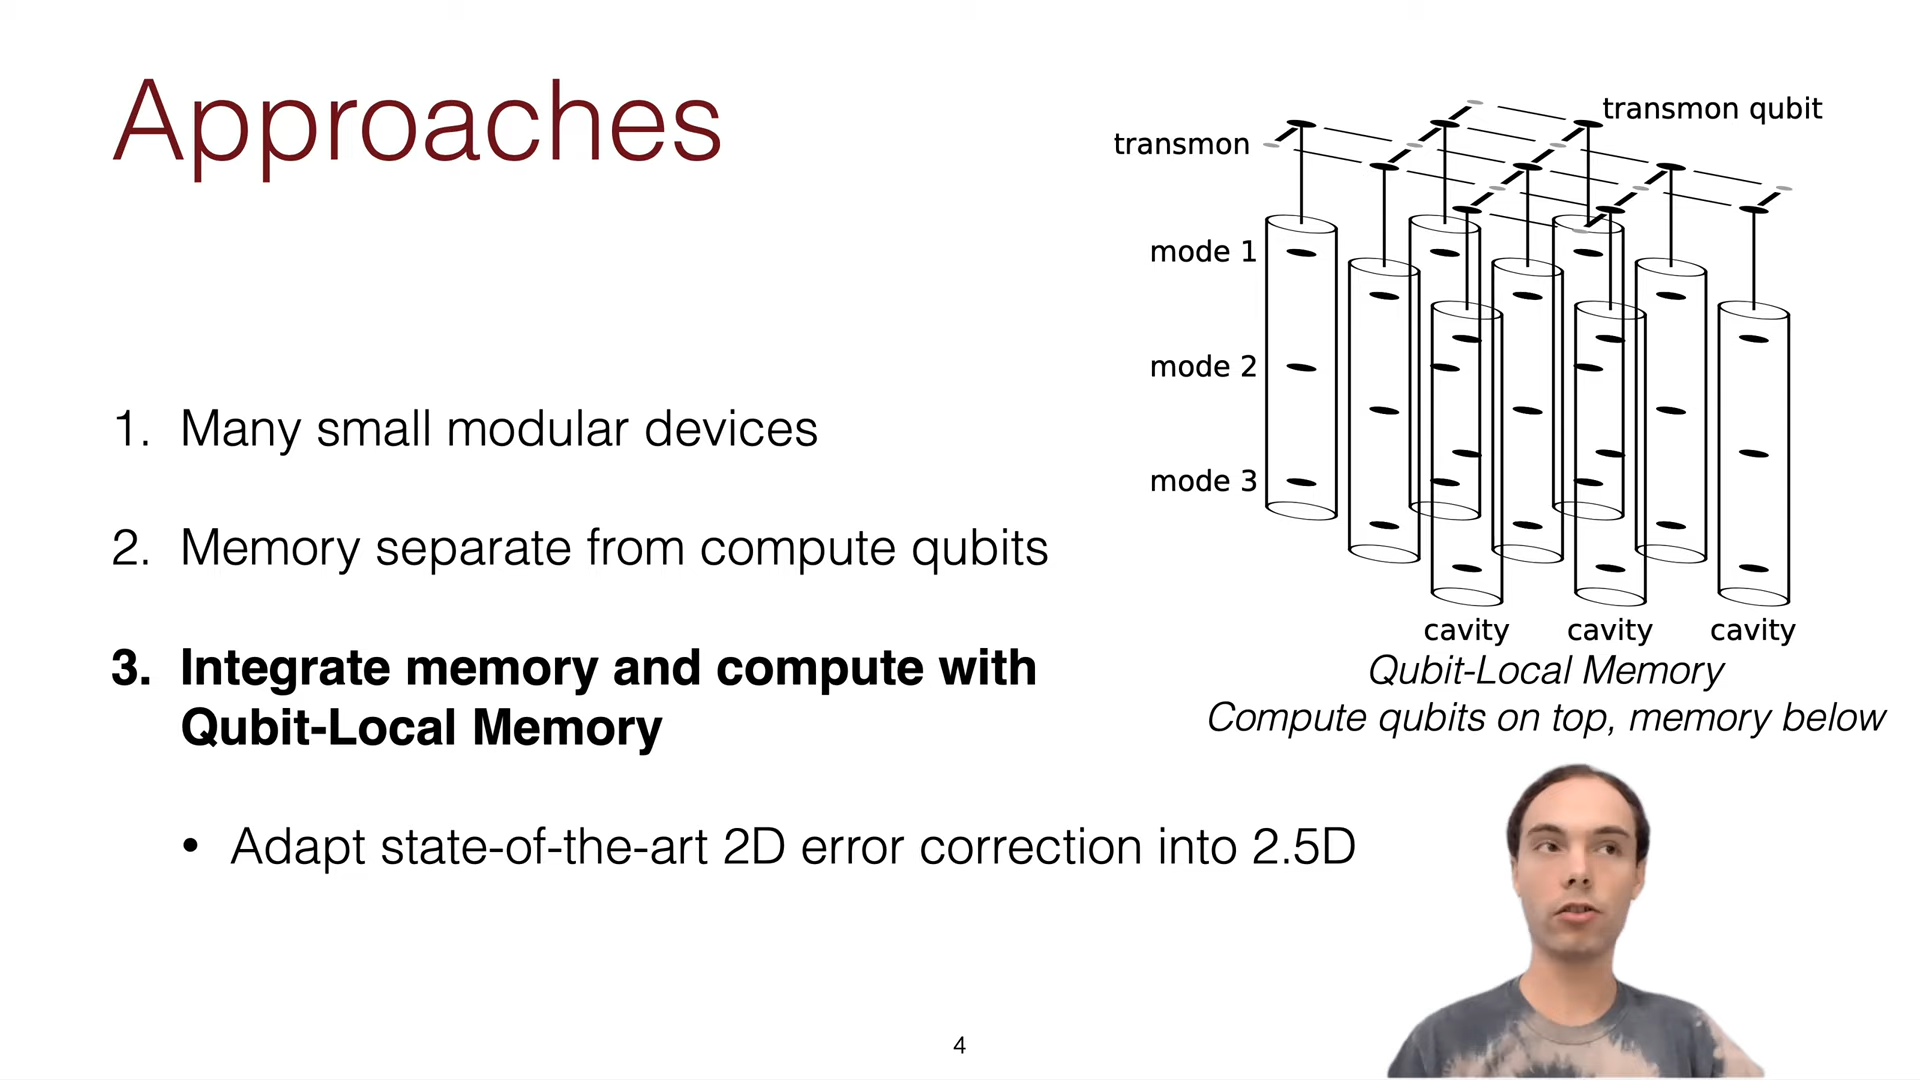 Approaches
1. Many small modular devices
2. Memory separate from compute qubits
3. Integrate memory and compute with
Qubit-Local Memory
• Adapt state-of-the-art 2D error correction into 2.5D
transmon qubit
transmon
mode 1
mode 2
mode 3
cavity cavity cavity
Qubit-Local Memory
Compute qubits on top, memory below
4